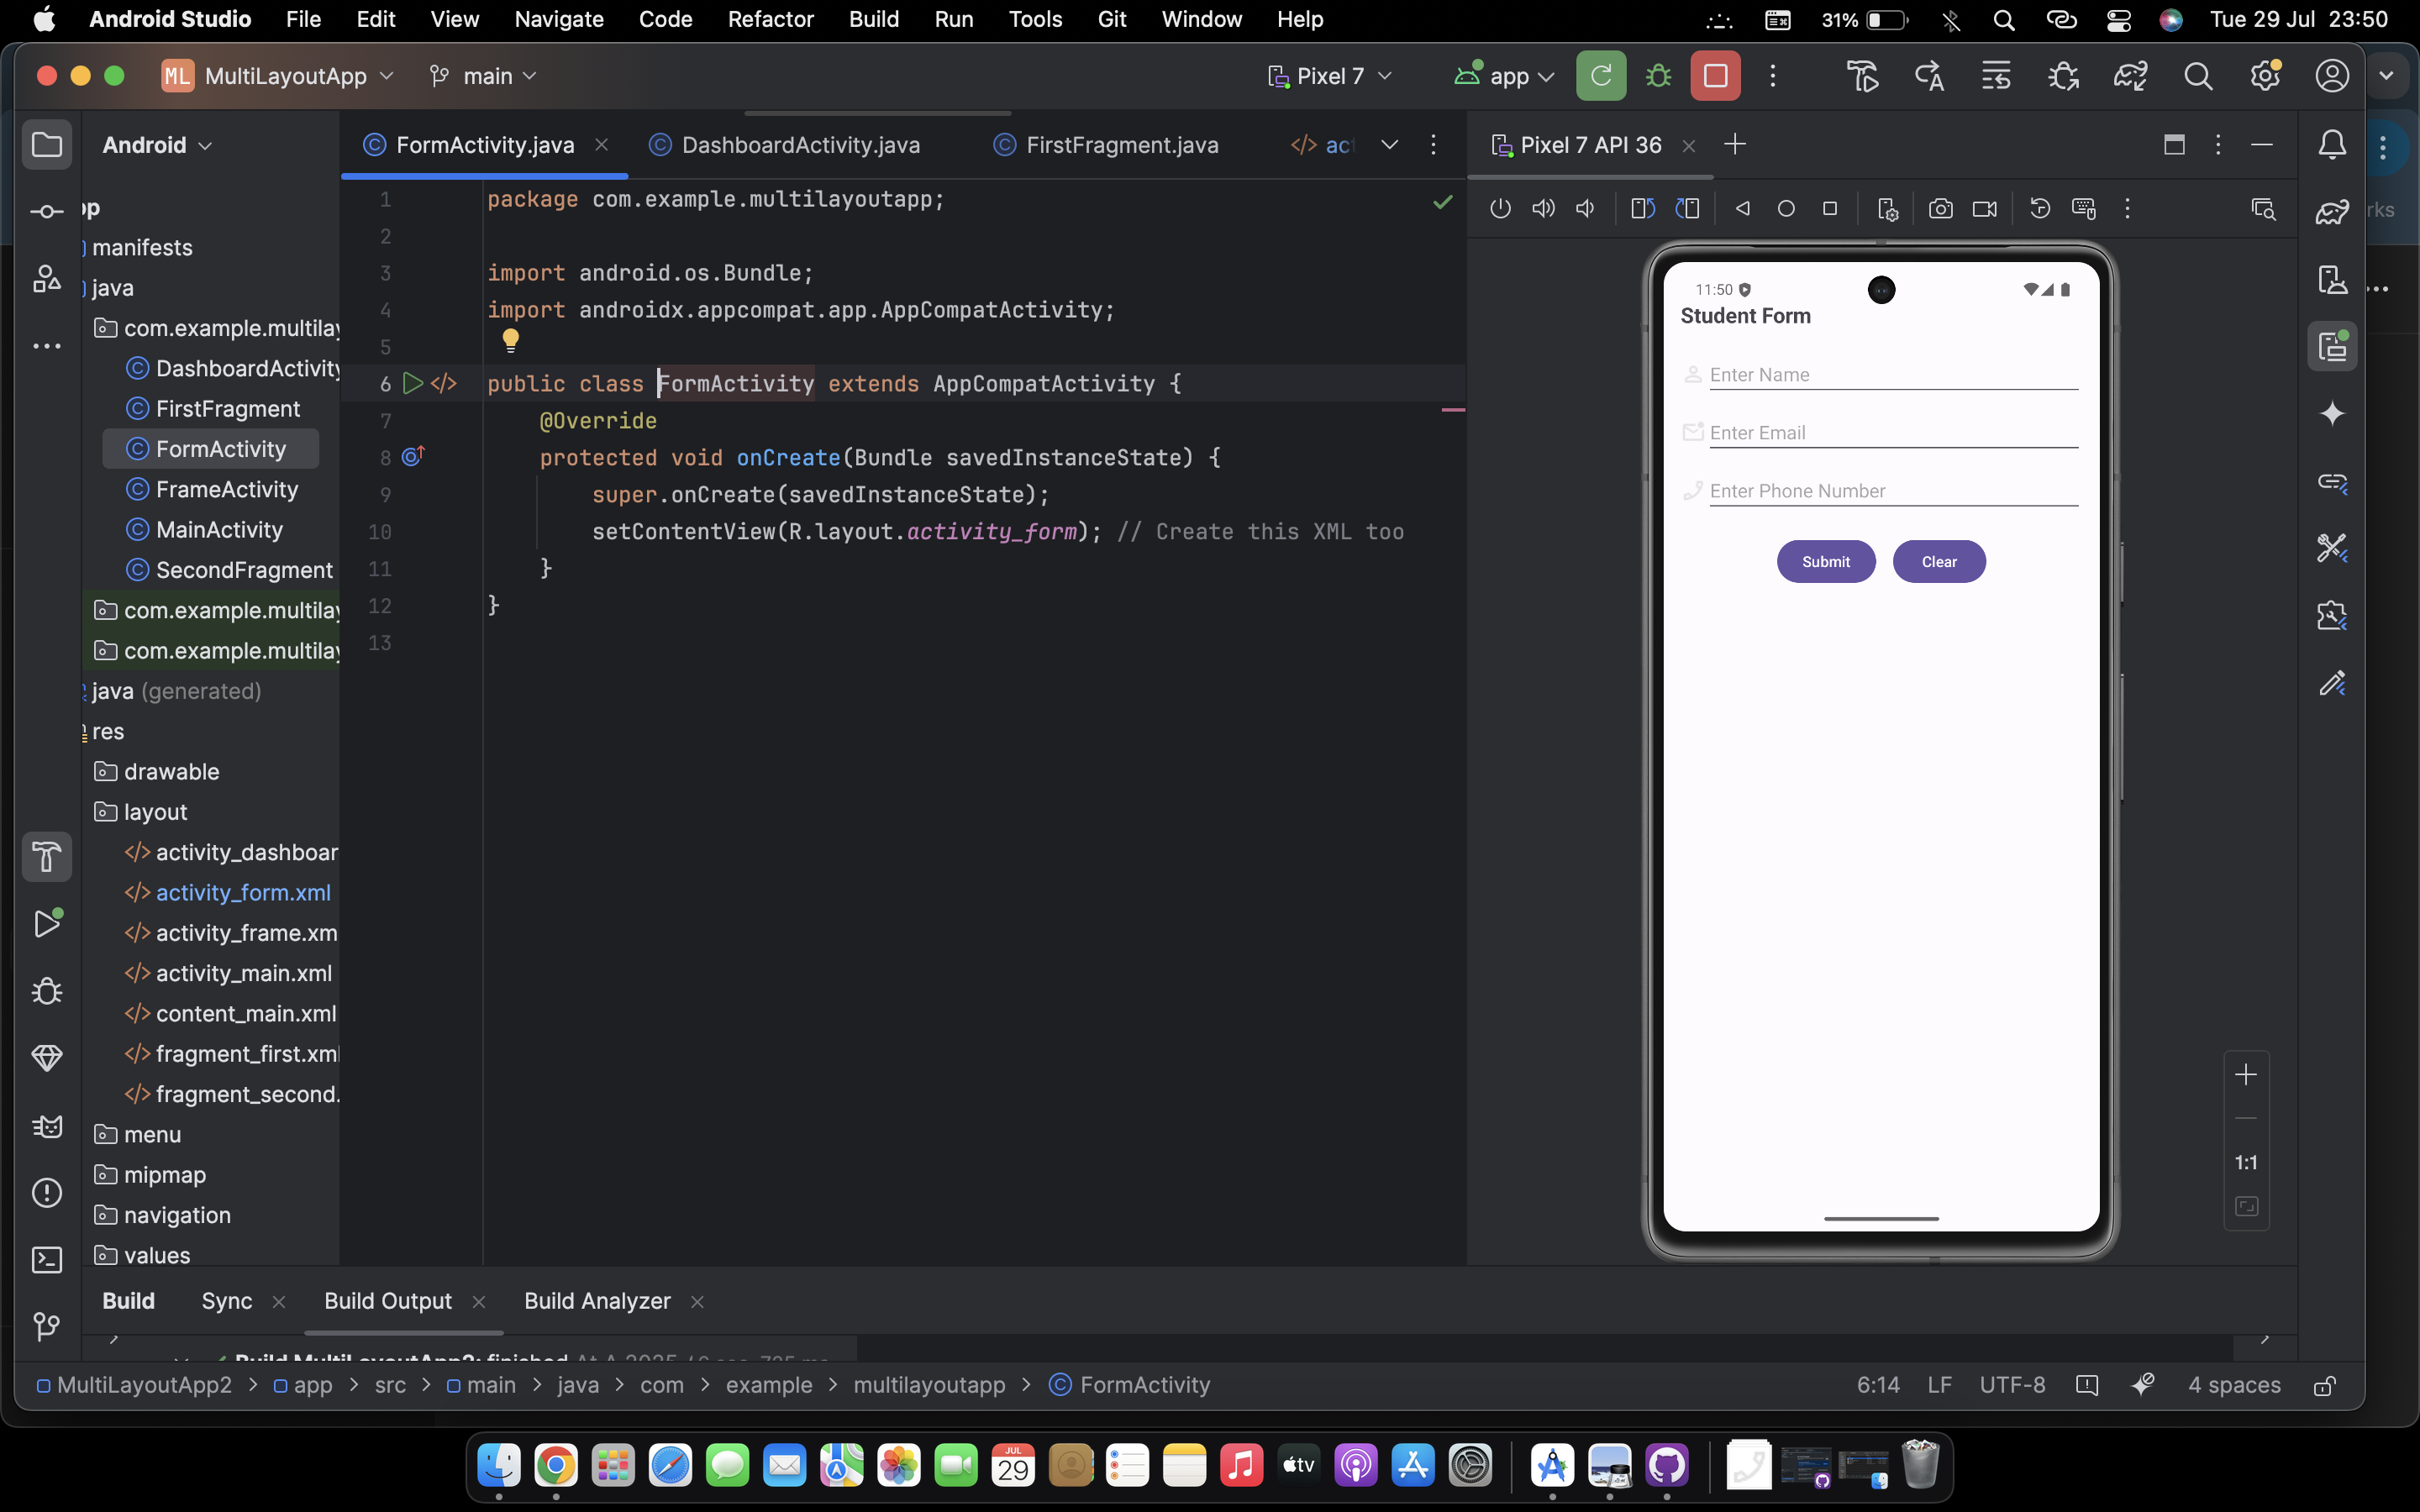 Android Studio File Edit View Navigate Code Refactor Build Run Tools Git Window Help 31% Tue 29 Jul 23:50
ML MultiLayoutApp main Pixel 7 app
Android FormActivity.java DashboardActivity.java FirstFragment.java </> act Pixel 7 API 36
pp
manifests
java
com.example.multilay
DashboardActivity
FirstFragment
FormActivity
FrameActivity
MainActivity
SecondFragment
com.example.multilay
com.example.multilay
java (generated)
res
drawable
layout
</> activity_dashboar
</> activity_form.xml
</> activity_frame.xm
</> activity_main.xml
</> content_main.xml
</> fragment_first.xml
</> fragment_second.
menu
mipmap
navigation
values
1 package com.example.multilayoutapp;
2
3 import android.os.Bundle;
4 import androidx.appcompat.app.AppCompatActivity;
5
6 </> public class FormActivity extends AppCompatActivity {
7 @Override
8 protected void onCreate(Bundle savedInstanceState) {
9 super.onCreate(savedInstanceState);
10 setContentView(R.layout.activity_form); // Create this XML too
11 }
12 }
13
11:50
Student Form
Enter Name
Enter Email
Enter Phone Number
Submit Clear
1:1
rks
Build Sync Build Output Build Analyzer
Build MultiLayoutApp2: finished
MultiLayoutApp2 > app > src > main > java > com > example > multilayoutapp > FormActivity 6:14 LF UTF-8 4 spaces
JUL
29
tv